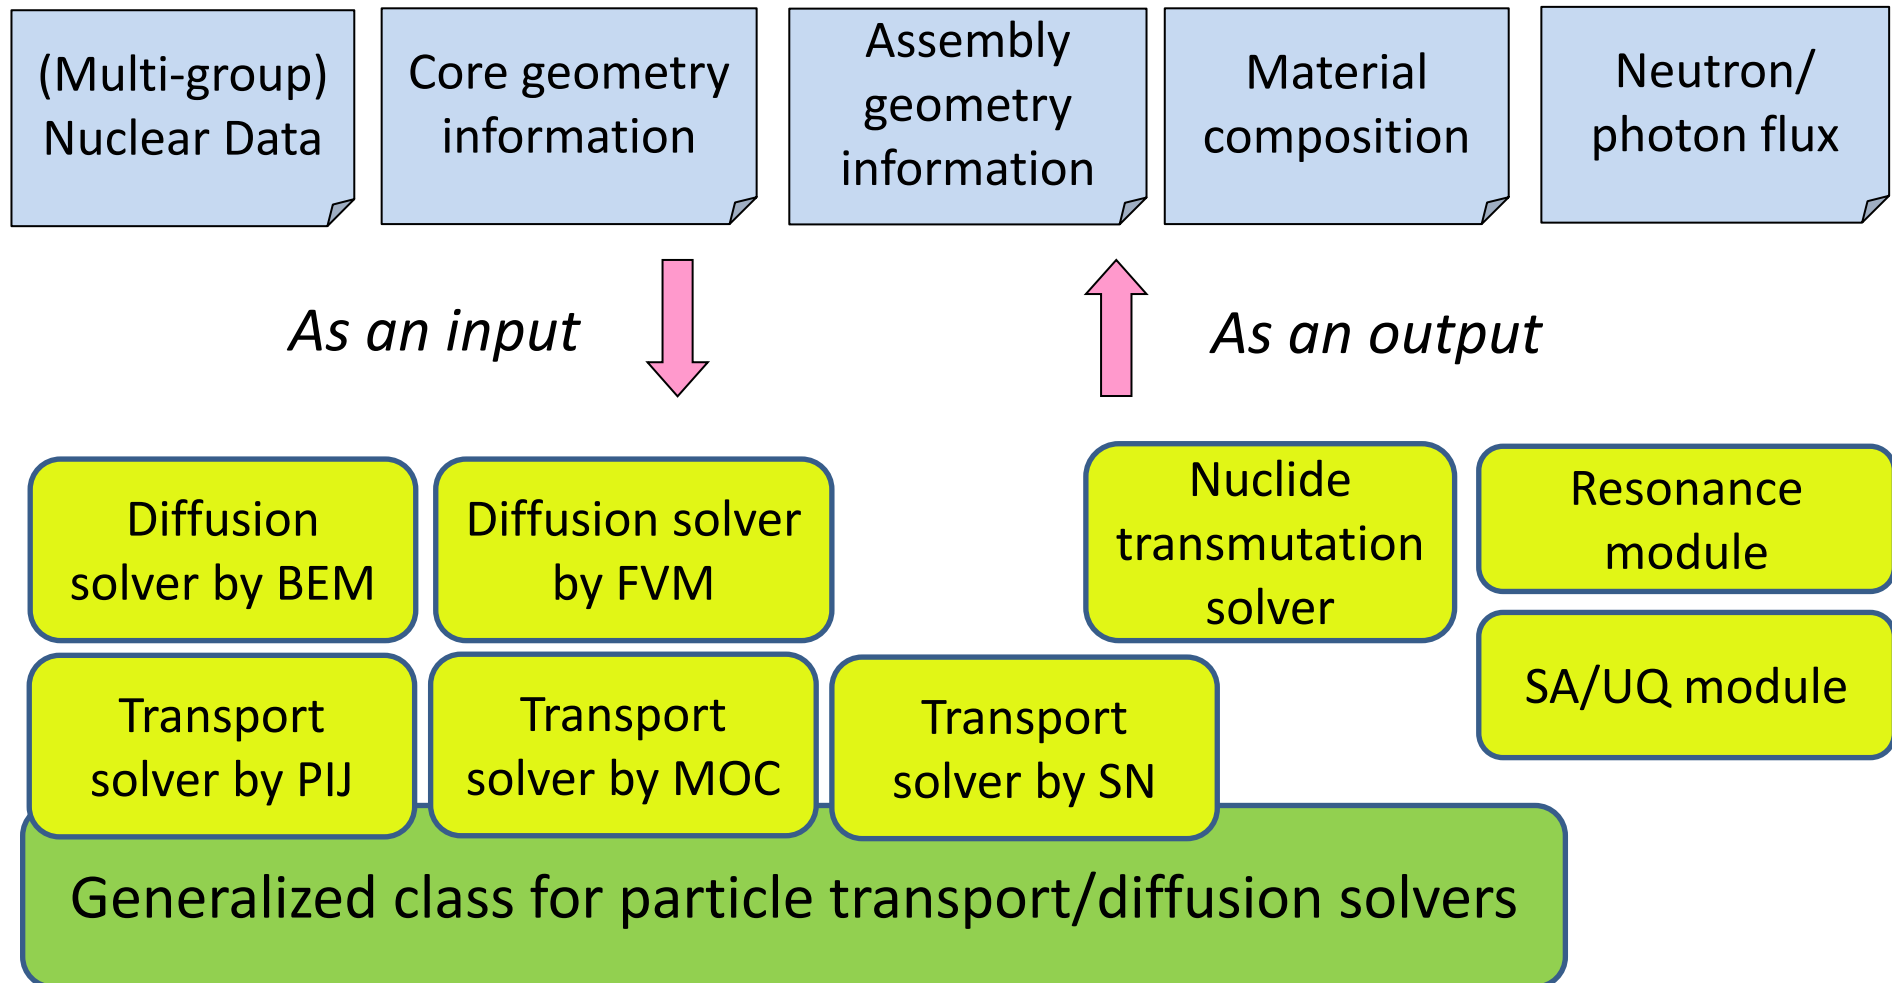 (Multi-group)
Nuclear Data
Core geometry
information
Assembly
geometry
information
Material
composition
Neutron/
photon flux
As an input
As an output
Diffusion
solver by BEM
Diffusion solver
by FVM
Nuclide
transmutation
solver
Resonance
module
Transport
solver by PIJ
Transport
solver by MOC
Transport
solver by SN
SA/UQ module
Generalized class for particle transport/diffusion solvers